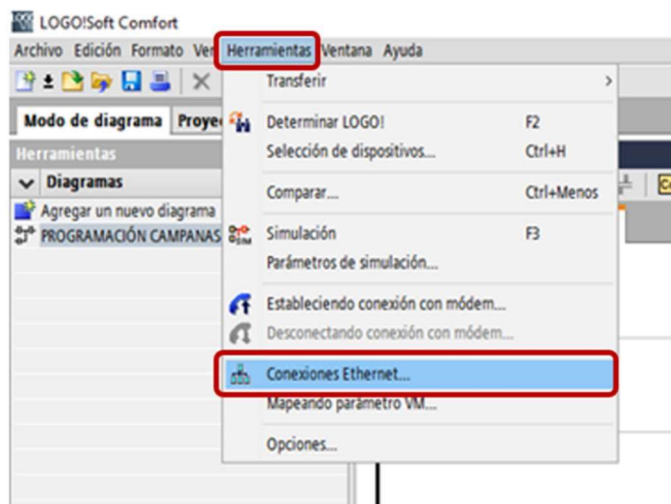 LOGO!Soft Comfort
Archivo Edición Formato Ver Herramientas Ventana Ayuda
Modo de diagrama Proye
Herramientas
Diagramas
Agregar un nuevo diagrama
PROGRAMACIÓN CAMPANAS
Transferir
Determinar LOGO! F2
Selección de dispositivos... Ctrl+H
Comparar... Ctrl+Menos
Simulación F3
Parámetros de simulación...
Estableciendo conexión con módem...
Desconectando conexión con módem...
Conexiones Ethernet...
Mapeando parámetro VM...
Opciones...